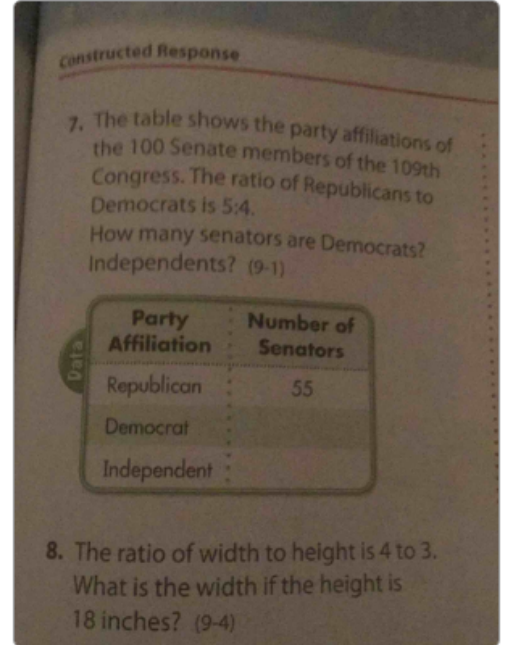 Constructed Response
7. The table shows the party affiliations of
the 100 Senate members of the 109th
Congress. The ratio of Republicans to
Democrats is 5:4.
How many senators are Democrats?
Independents? (9-1)
Data
Party Affiliation Number of Senators
Republican 55
Democrat
Independent
8. The ratio of width to height is 4 to 3.
What is the width if the height is
18 inches? (9-4)